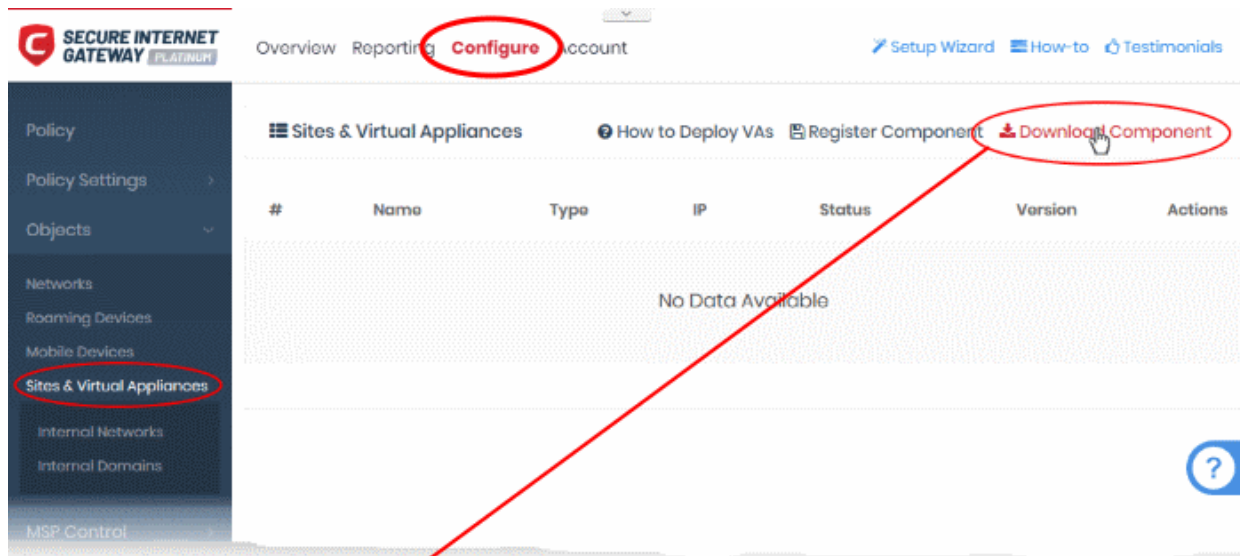 SECURE INTERNET
GATEWAY PLATINUM
Overview Reporting Configure Account
Setup Wizard How-to Testimonials
Policy
Policy Settings
Objects
Networks
Roaming Devices
Mobile Devices
Sites & Virtual Appliances
Internal Networks
Internal Domains
MSP Control
Sites & Virtual Appliances How to Deploy VAs Register Component Download Component
# Name Type IP Status Version Actions
No Data Available
?